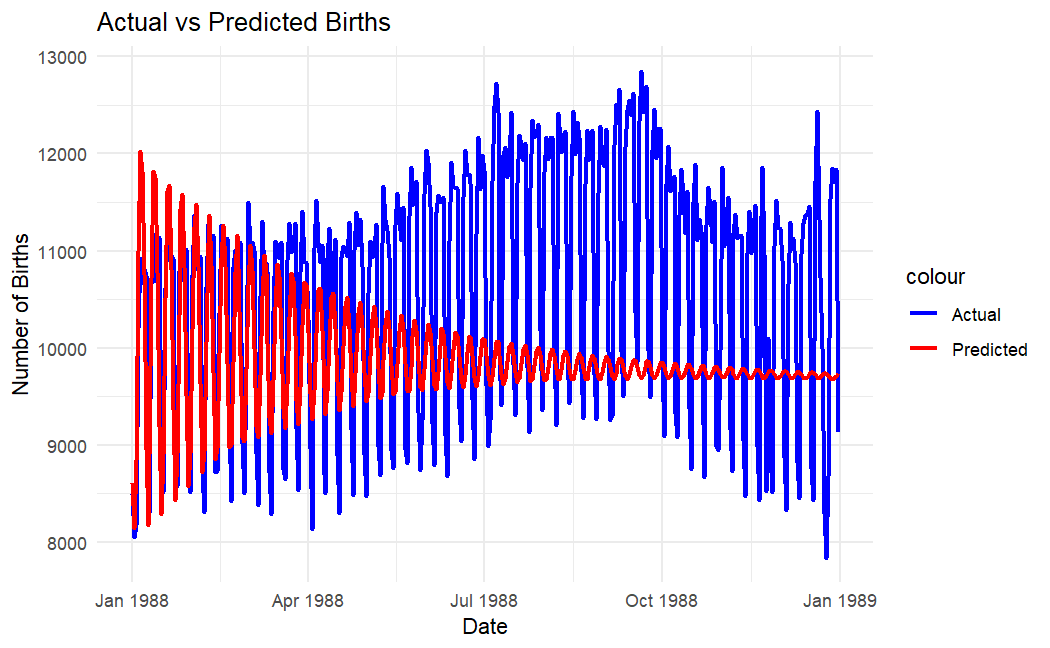 Actual vs Predicted Births
Number of Births
13000
12000
11000
10000
9000
8000
Jan 1988
Apr 1988
Jul 1988
Oct 1988
Jan 1989
Date
colour
Actual
Predicted